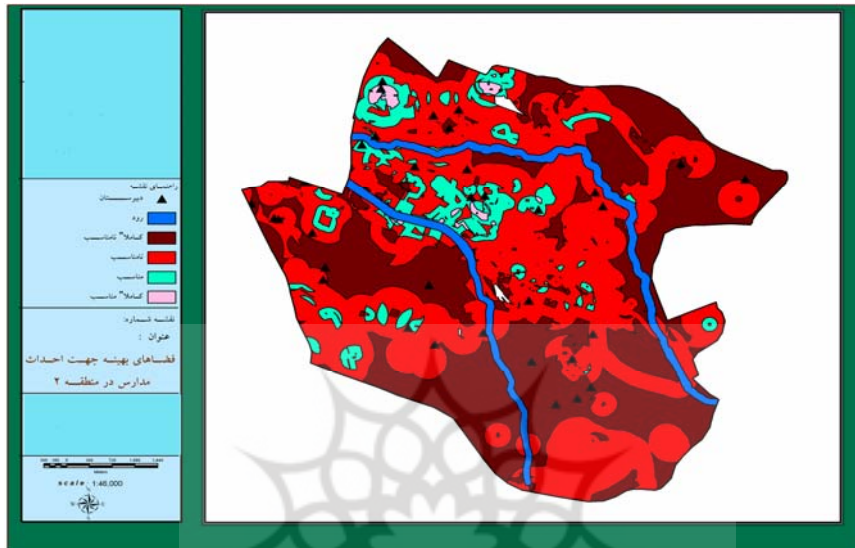 راهنمای نقشه
دبیرستان
رود
کاملا" نامناسب
نامناسب
مناسب
کاملا" مناسب
نقشه شماره:
عنوان :
فضاهای بهینه جهت احداث
مدارس در منطقه ۲
Meters
scale 1:46,000